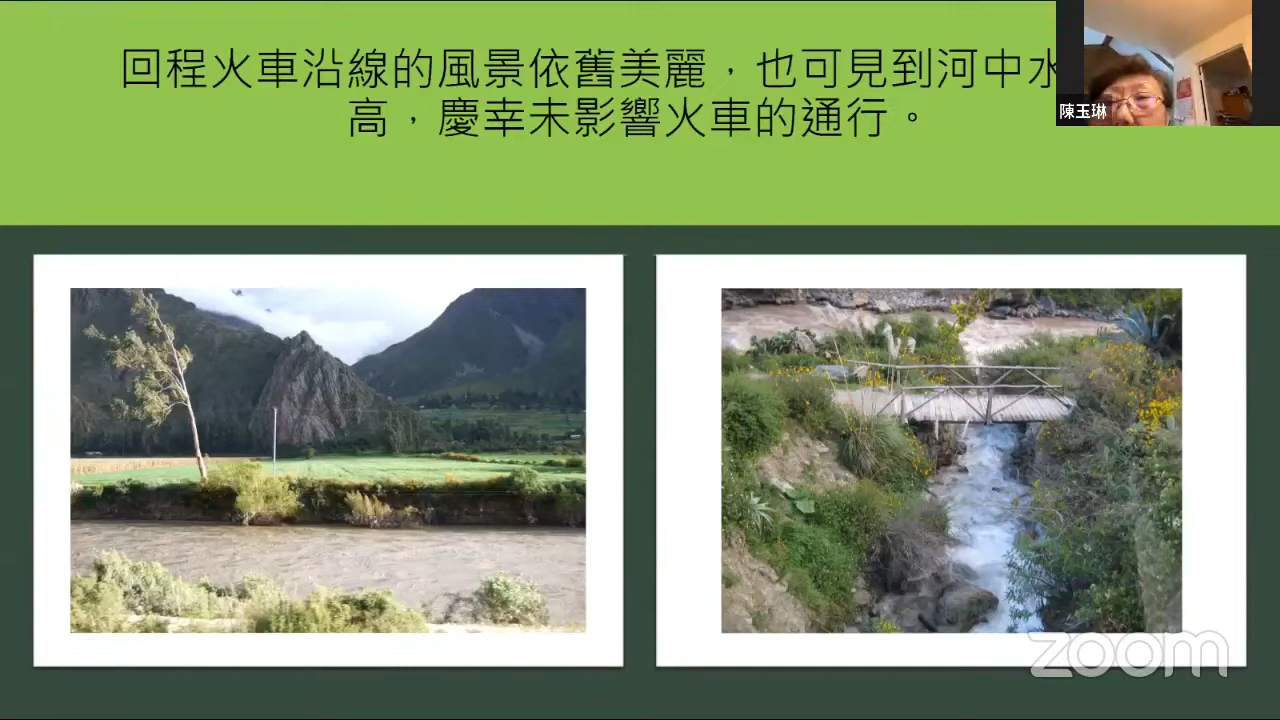 回程火車沿線的風景依舊美麗，也可見到河中水
高，慶幸未影響火車的通行。
陳玉琳
zoom